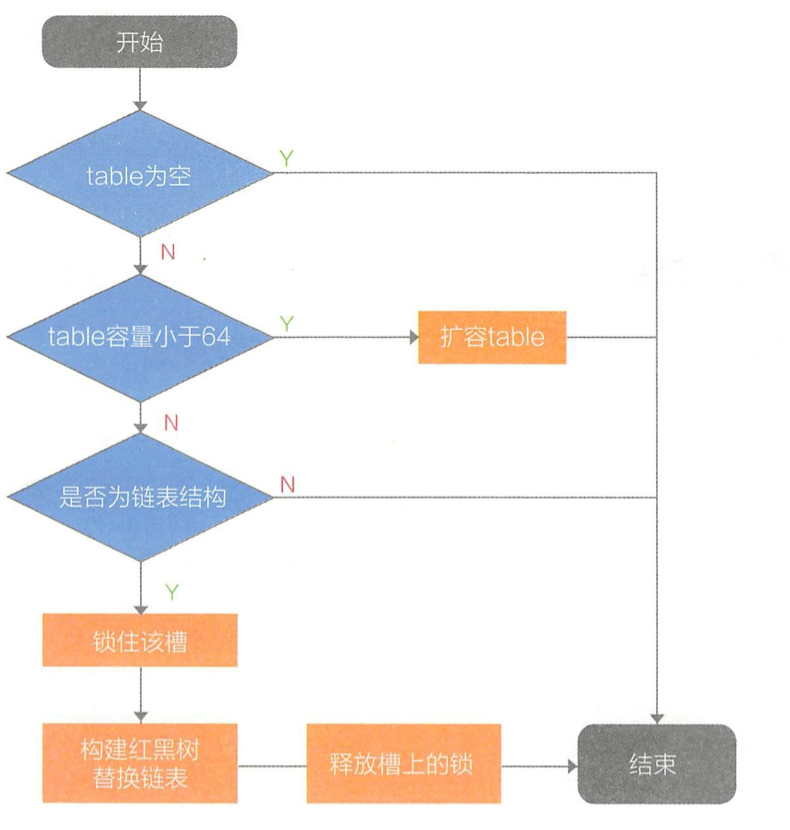 开始
table为空
Y
N
table容量小于64
Y
扩容table
N
是否为链表结构
N
Y
锁住该槽
构建红黑树
替换链表
释放槽上的锁
结束